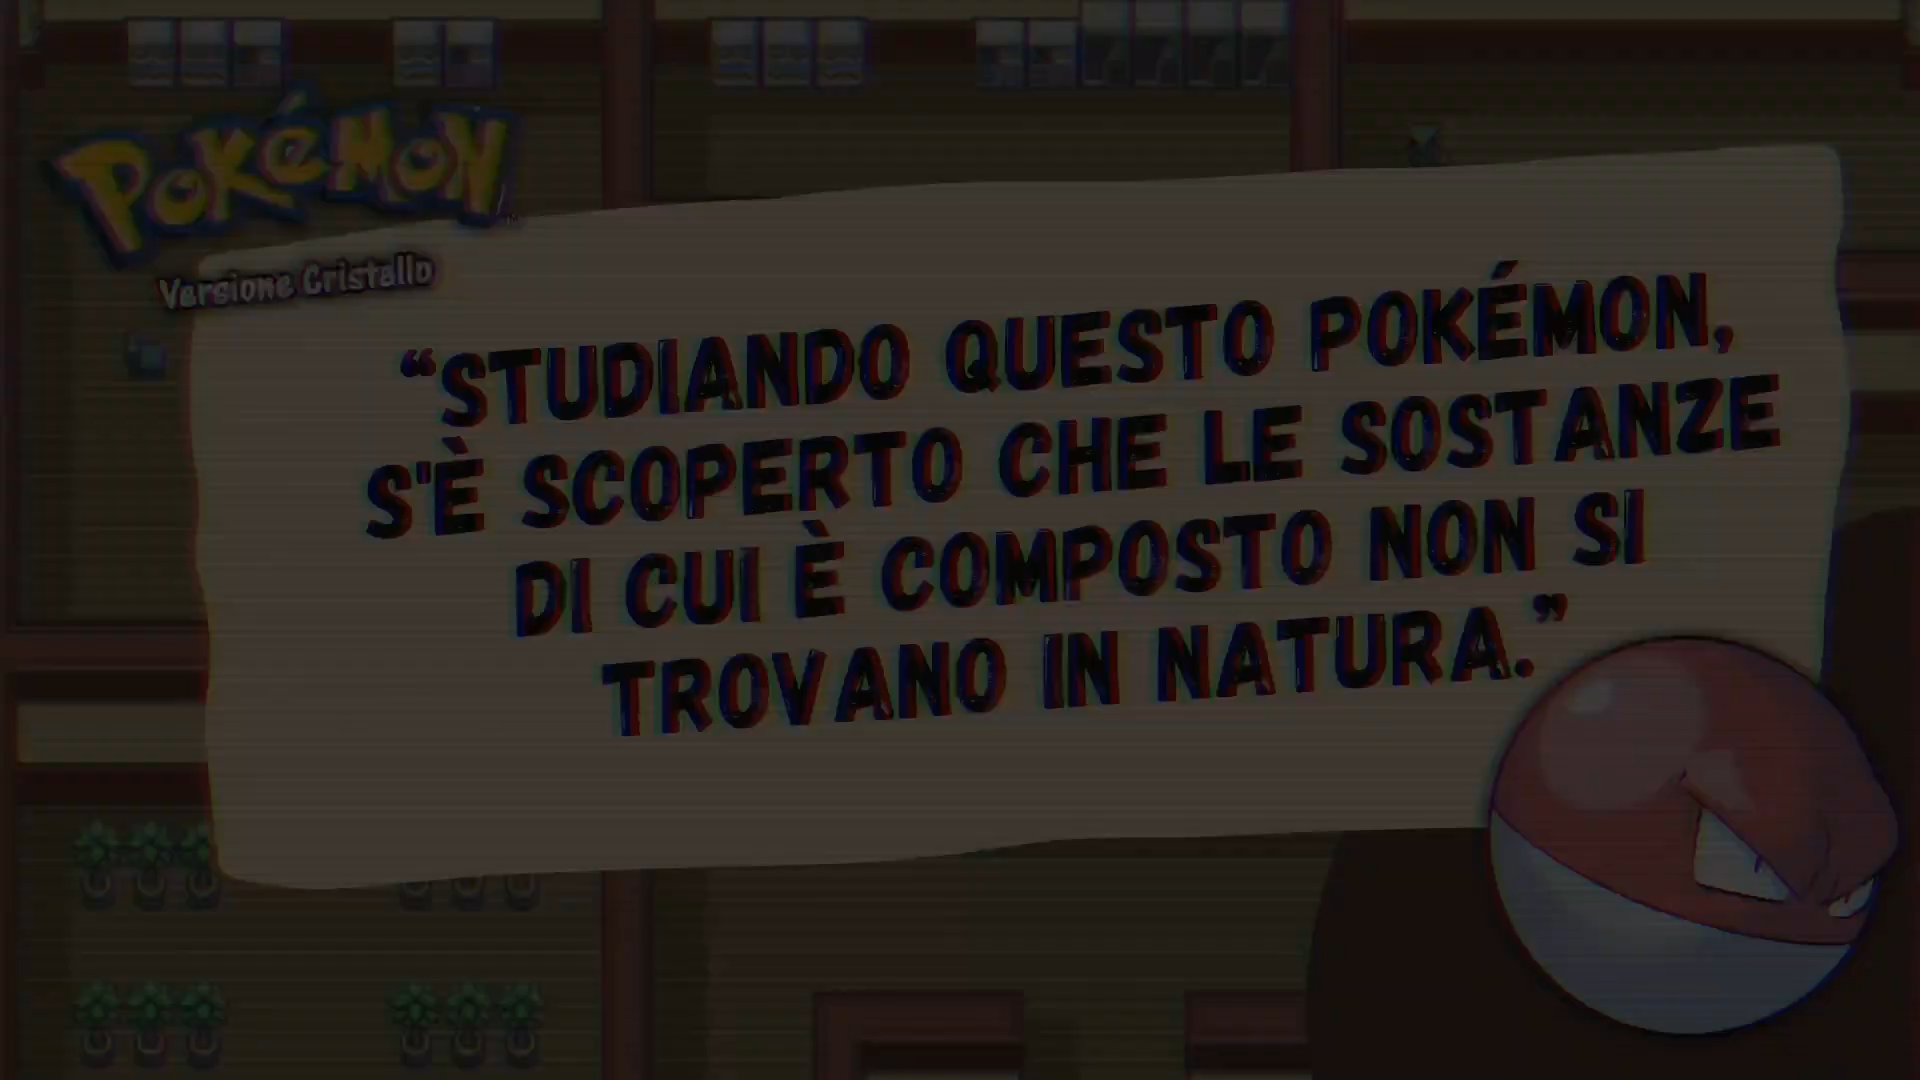 POKéMON
Versione Cristallo
“STUDIANDO QUESTO POKÉMON,
S'È SCOPERTO CHE LE SOSTANZE
DI CUI È COMPOSTO NON SI
TROVANO IN NATURA.”